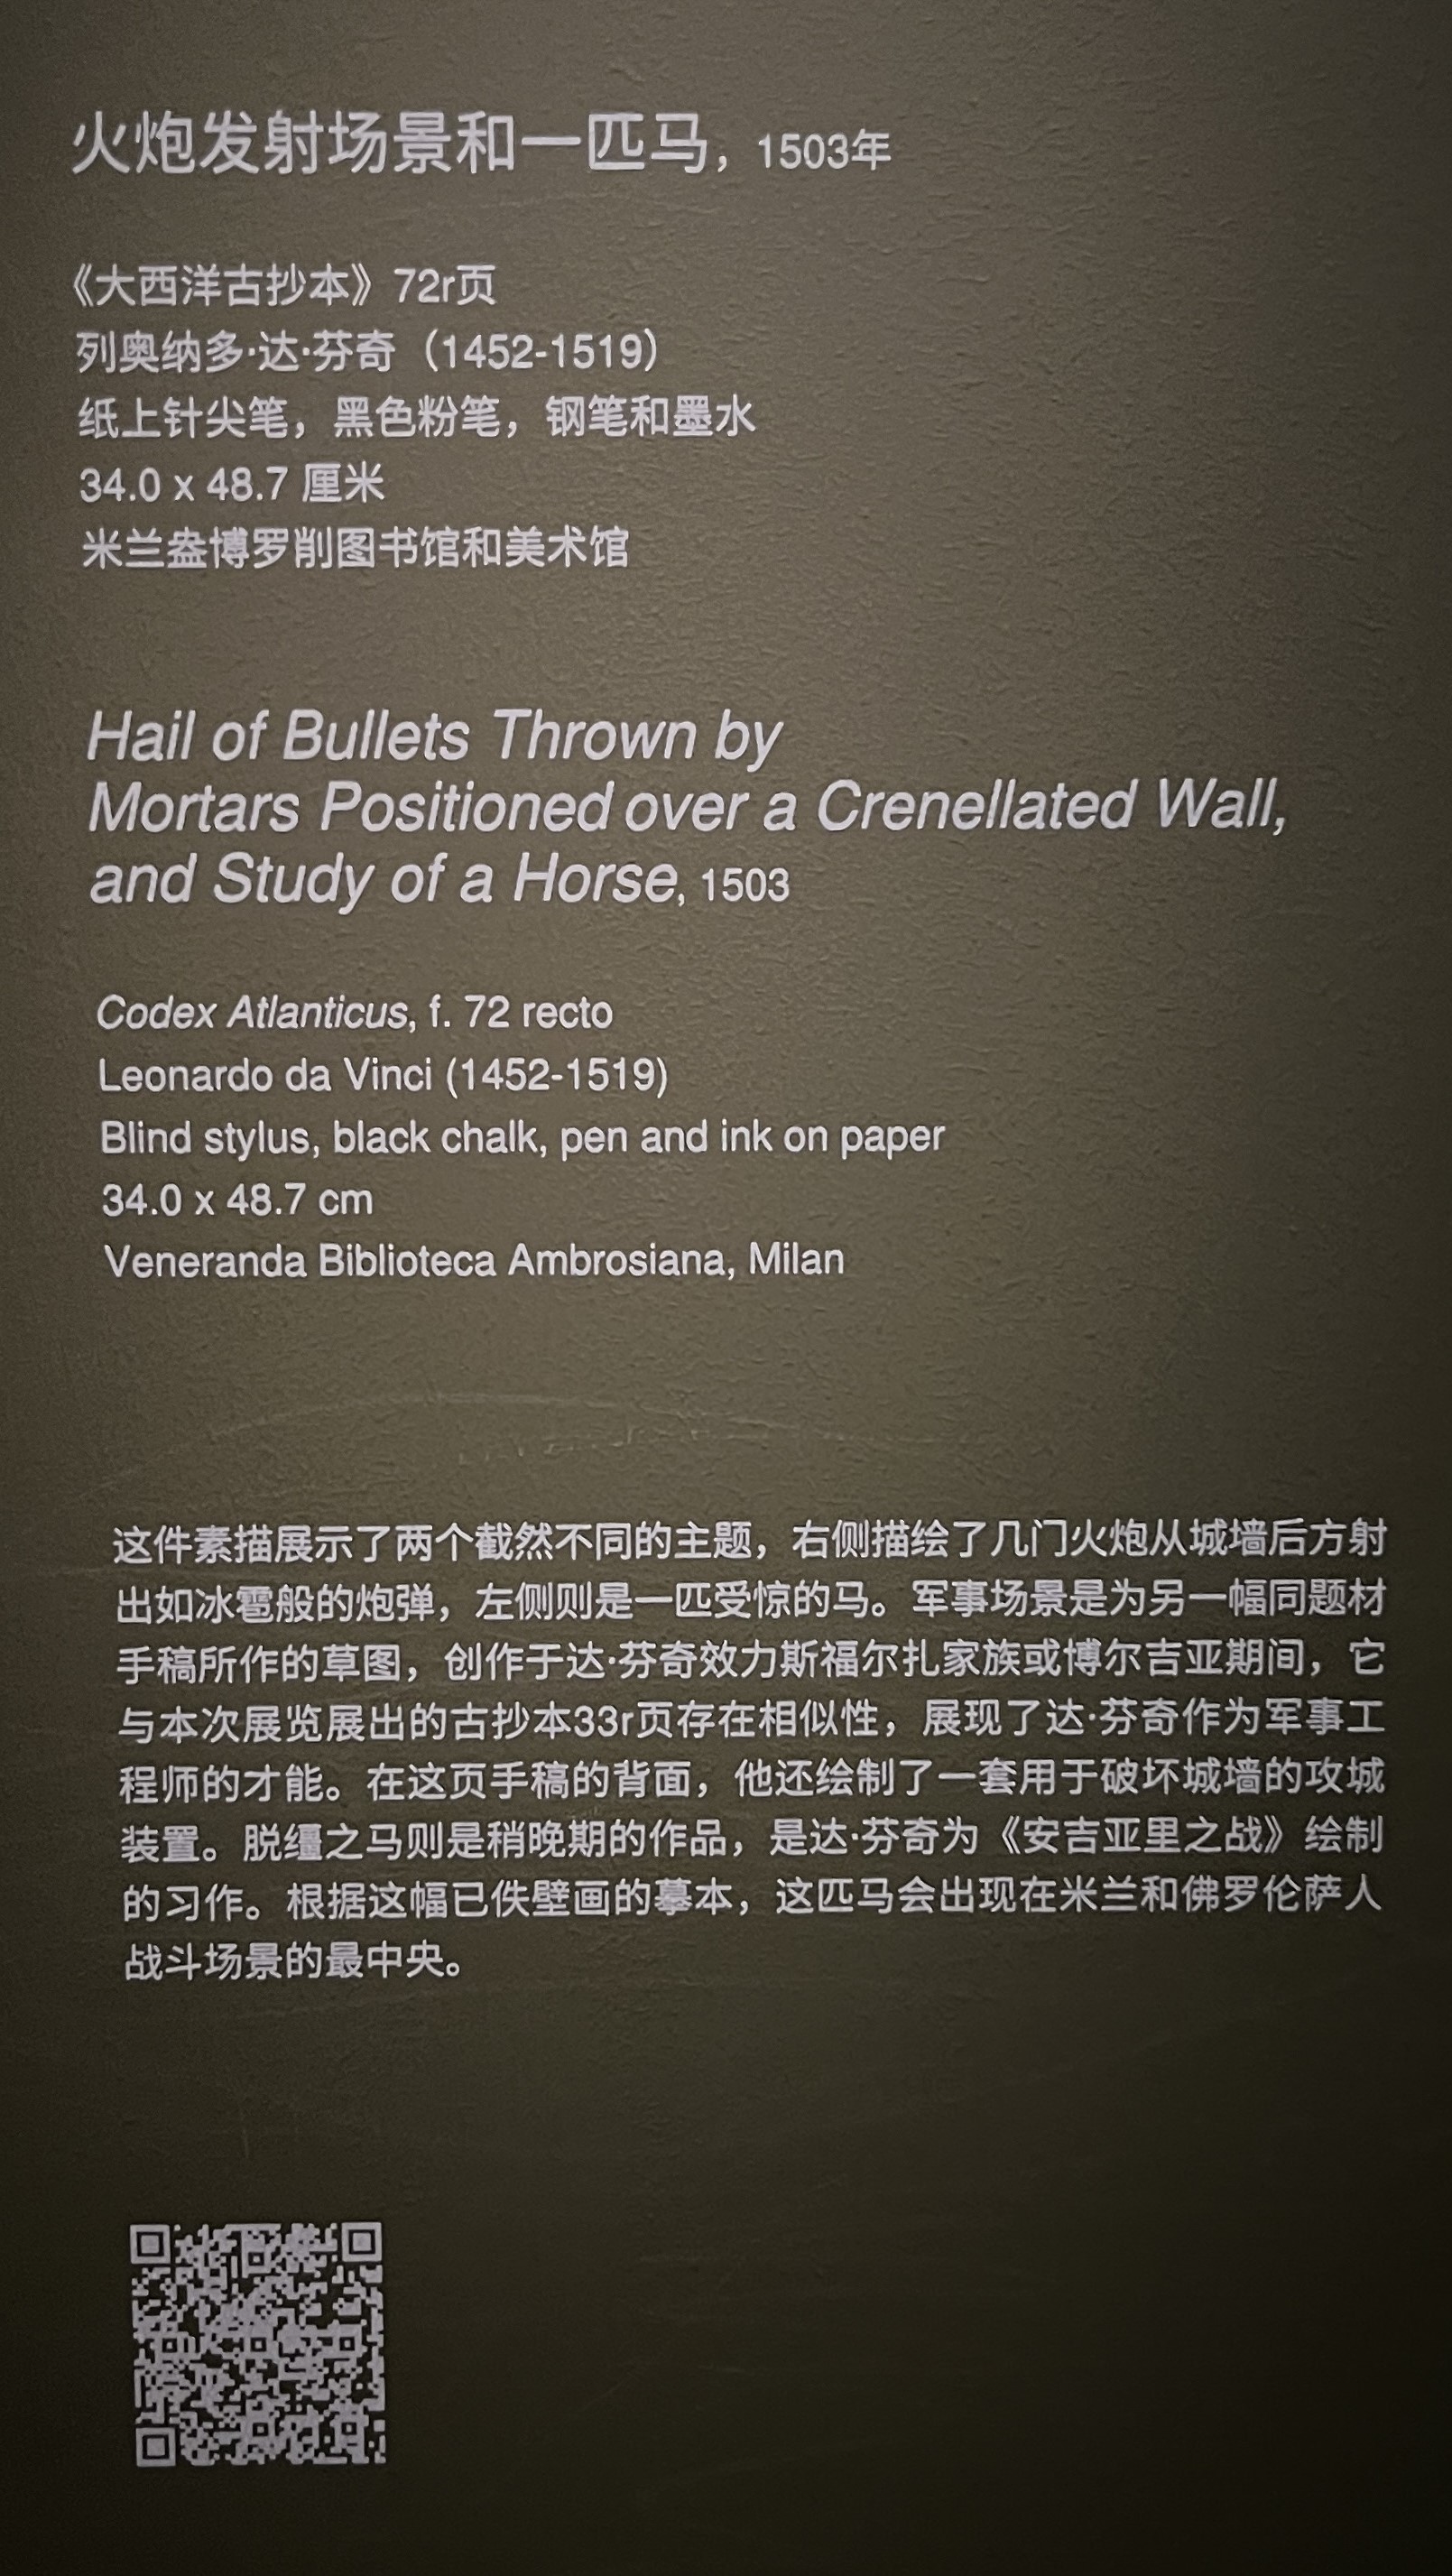 火炮发射场景和一匹马，1503年
《大西洋古抄本》72r页
列奥纳多·达·芬奇（1452-1519）
纸上针尖笔，黑色粉笔，钢笔和墨水
34.0 x 48.7 厘米
米兰盎博罗削图书馆和美术馆
Hail of Bullets Thrown by
Mortars Positioned over a Crenellated Wall,
and Study of a Horse, 1503
Codex Atlanticus, f. 72 recto
Leonardo da Vinci (1452-1519)
Blind stylus, black chalk, pen and ink on paper
34.0 x 48.7 cm
Veneranda Biblioteca Ambrosiana, Milan
这件素描展示了两个截然不同的主题，右侧描绘了几门火炮从城墙后方射
出如冰雹般的炮弹，左侧则是一匹受惊的马。军事场景是为另一幅同题材
手稿所作的草图，创作于达·芬奇效力斯福尔扎家族或博尔吉亚期间，它
与本次展览展出的古抄本33r页存在相似性，展现了达·芬奇作为军事工
程师的才能。在这页手稿的背面，他还绘制了一套用于破坏城墙的攻城
装置。脱缰之马则是稍晚期的作品，是达·芬奇为《安吉亚里之战》绘制
的习作。根据这幅已佚壁画的摹本，这匹马会出现在米兰和佛罗伦萨人
战斗场景的最中央。